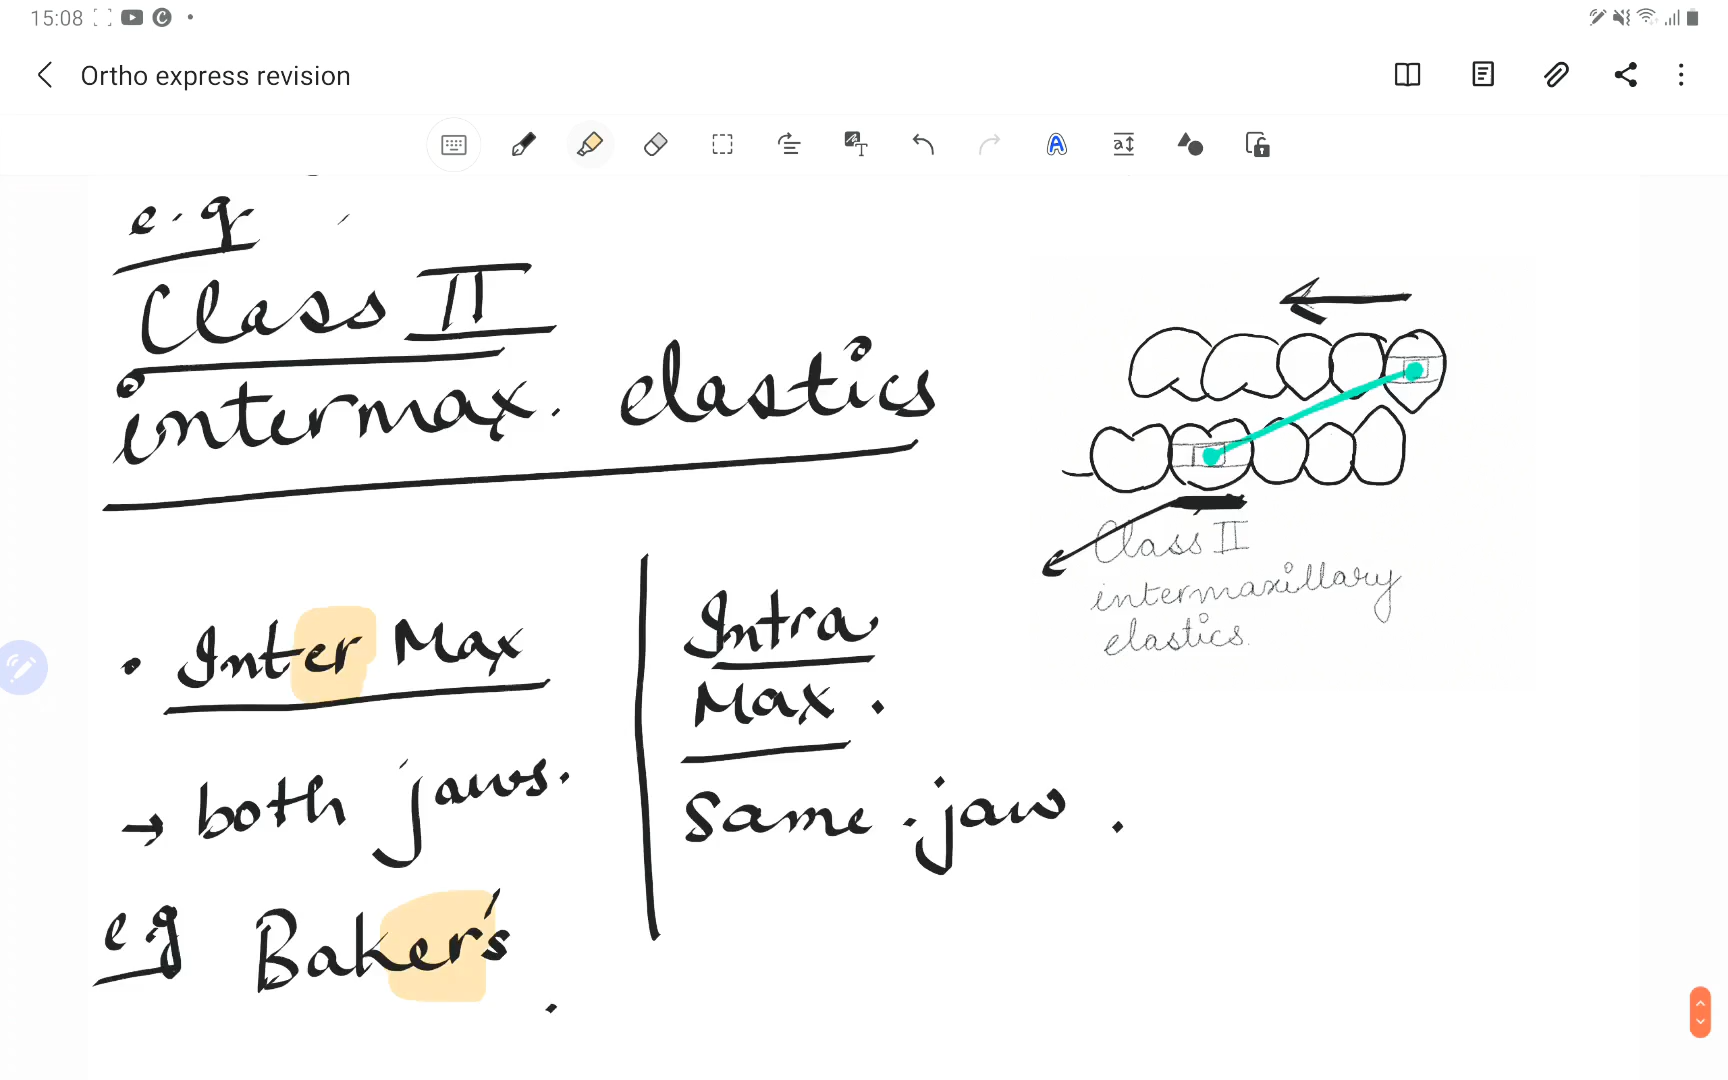 15:08
Ortho express revision
e.g
Class II
intermax. elastics
Class II
intermaxillary
elastics.
• Inter Max
→ both jaws.
eg Baker's
Intra
Max.
same jaw.